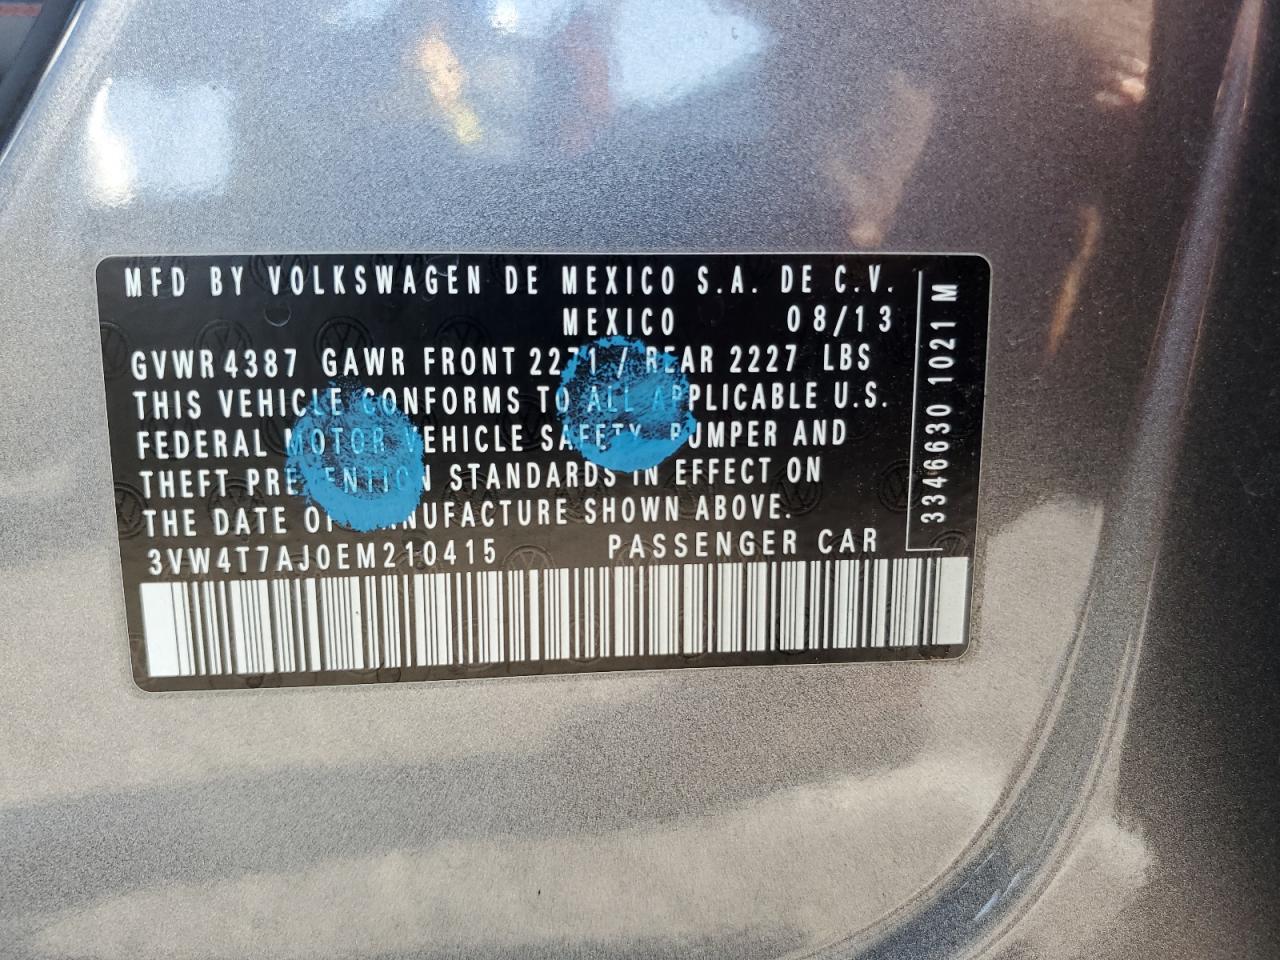 MFD BY VOLKSWAGEN DE MEXICO S.A. DE C.V.
MEXICO 08/13
GVWR4387 GAWR FRONT 2271 / REAR 2227 LBS
THIS VEHICLE CONFORMS TO ALL APPLICABLE U.S.
FEDERAL MOTOR VEHICLE SAFETY, BUMPER AND
THEFT PREVENTION STANDARDS IN EFFECT ON
THE DATE OF MANUFACTURE SHOWN ABOVE.
3VW4T7AJ0EM210415 PASSENGER CAR
3346630 1021 M